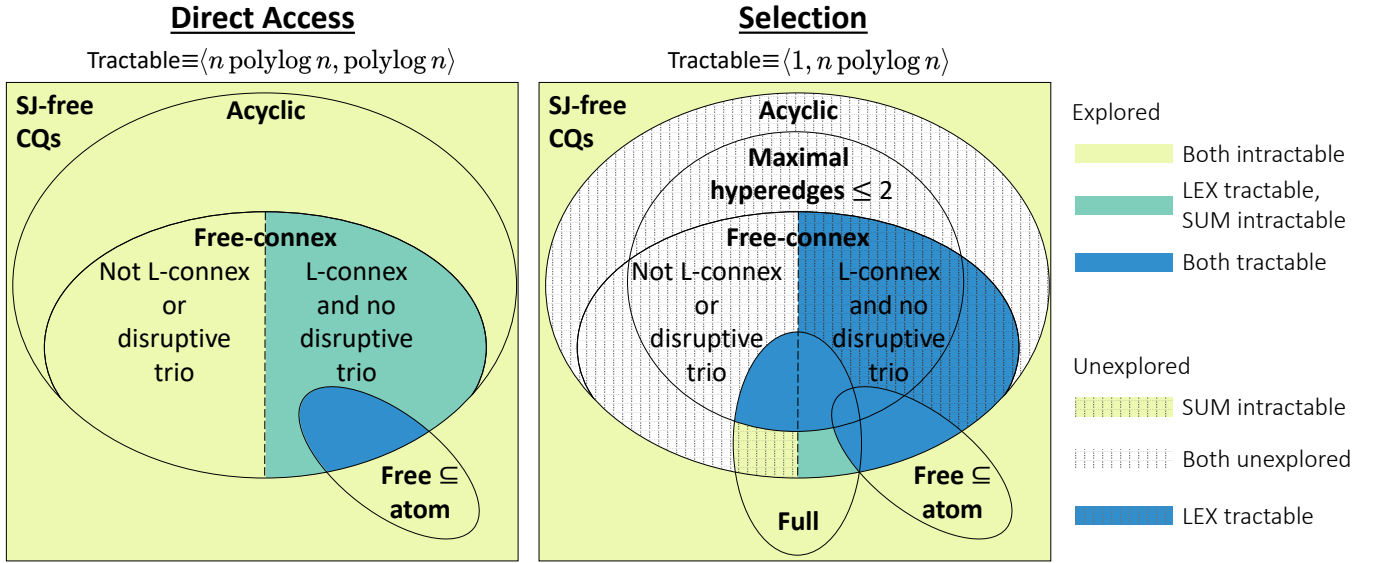 Direct Access
Tractable≡⟨n polylog n, polylog n⟩
SJ-free
CQs
Acyclic
Free-connex
Not L-connex
or
disruptive
trio
L-connex
and no
disruptive
trio
Free ⊆
atom
Selection
Tractable≡⟨1, n polylog n⟩
SJ-free
CQs
Acyclic
Maximal
hyperedges ≤ 2
Free-connex
Not L-connex
or
disruptive
trio
L-connex
and no
disruptive
trio
Free ⊆
atom
Full
Explored
Both intractable
LEX tractable,
SUM intractable
Both tractable
Unexplored
SUM intractable
Both unexplored
LEX tractable